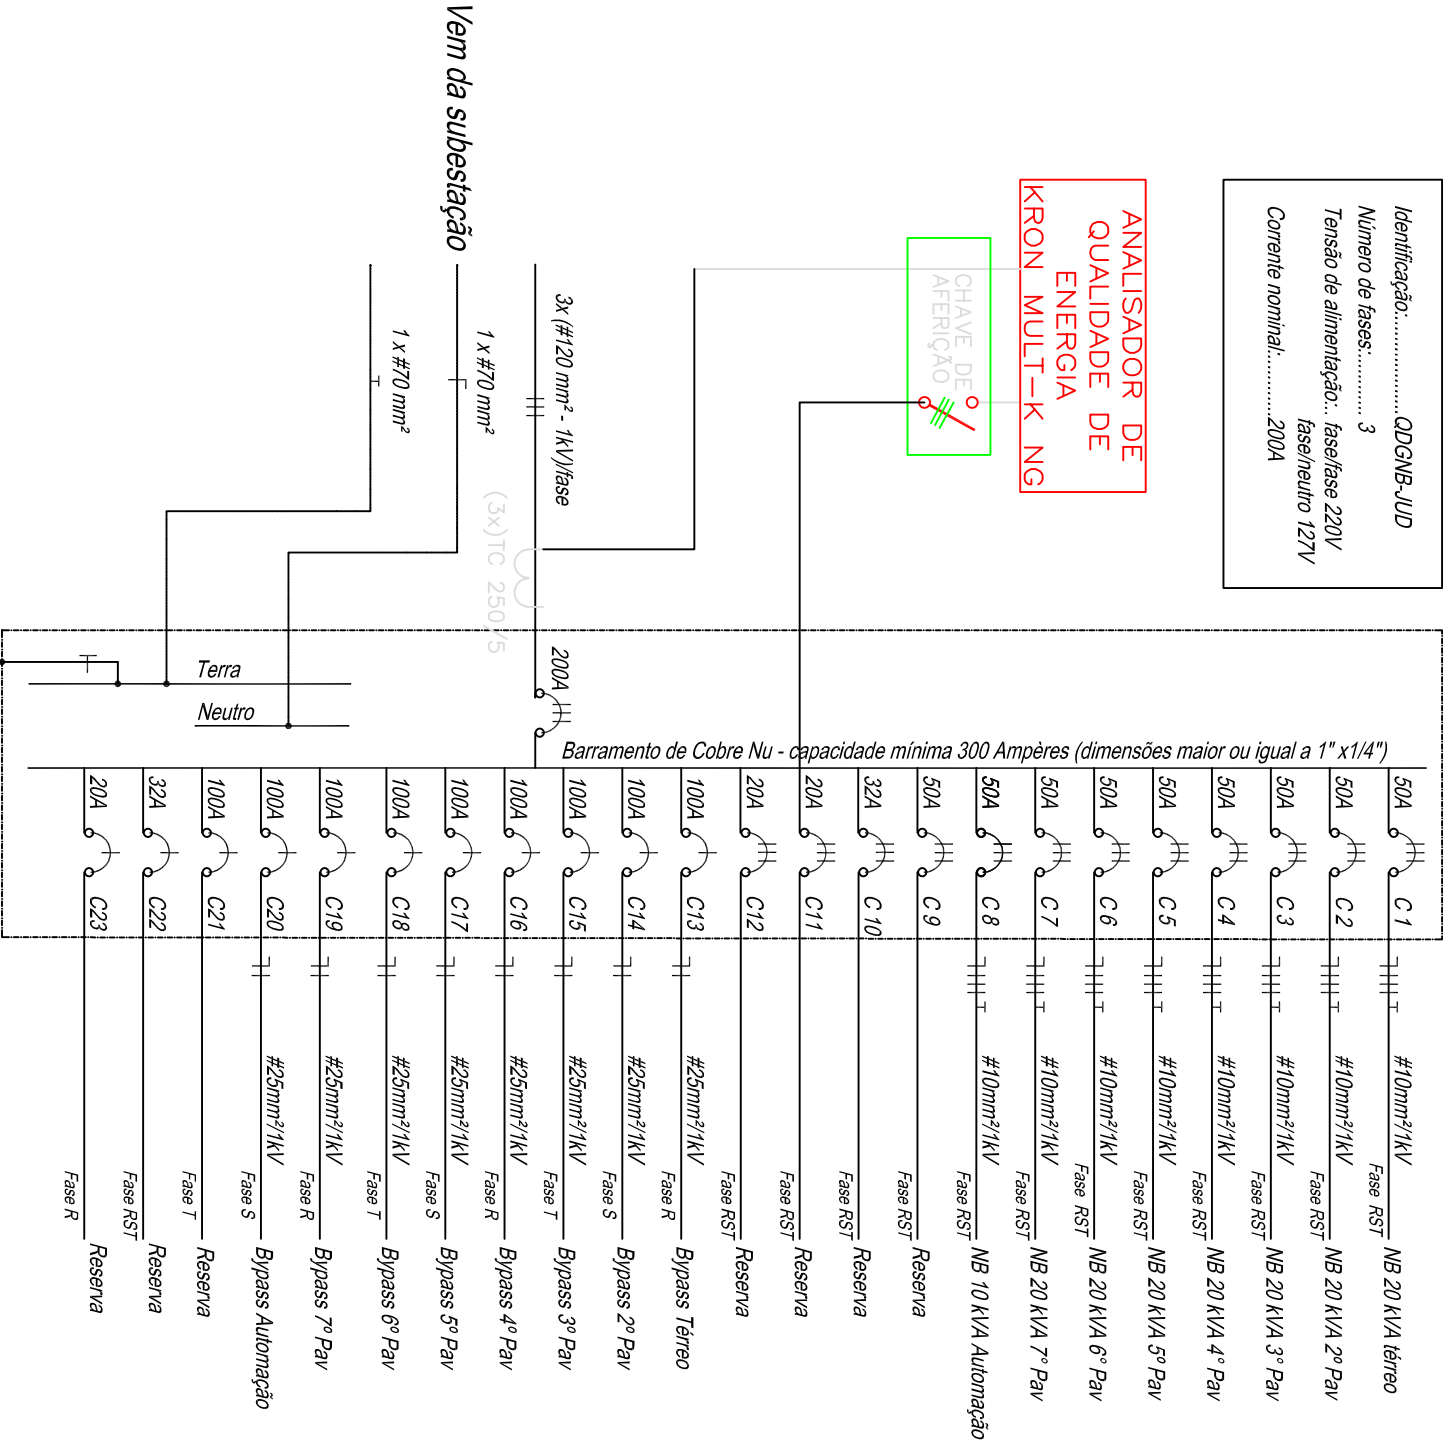 Identificação:......................QDGNB-JUD
Número de fases:............ 3
Tensão de alimentação:.. fase/fase 220V
fase/neutro 127V
Corrente nominal:...........200A
ANALISADOR DE
QUALIDADE DE
ENERGIA
KRON MULT-K NG
CHAVE DE
AFERIÇÃO
Vem da subestação
3x (#120 mm² - 1kV)/fase
1 x #70 mm²
1 x #70 mm²
(3x)TC 250/5
200A
Terra
Neutro
Barramento de Cobre Nu - capacidade mínima 300 Ampères (dimensões maior ou igual a 1" x1/4")
50A C 1 #10mm²/1kV Fase RST NB 20 kVA térreo
50A C 2 #10mm²/1kV Fase RST NB 20 kVA 2º Pav
50A C 3 #10mm²/1kV Fase RST NB 20 kVA 3° Pav
50A C 4 #10mm²/1kV Fase RST NB 20 kVA 4° Pav
50A C 5 #10mm²/1kV Fase RST NB 20 kVA 5º Pav
50A C 6 #10mm²/1kV Fase RST NB 20 kVA 6° Pav
50A C 7 #10mm²/1kV Fase RST NB 20 kVA 7° Pav
50A C 8 #10mm²/1kV Fase RST NB 10 kVA Automação
50A C 9 Fase RST Reserva
32A C 10 Fase RST Reserva
20A C11 Fase RST Reserva
20A C12 Fase RST Reserva
100A C13 #25mm²/1kV Fase R Bypass Térreo
100A C14 #25mm²/1kV Fase S Bypass 2º Pav
100A C15 #25mm²/1kV Fase T Bypass 3º Pav
100A C16 #25mm²/1kV Fase R Bypass 4º Pav
100A C17 #25mm²/1kV Fase S Bypass 5º Pav
100A C18 #25mm²/1kV Fase T Bypass 6º Pav
100A C19 #25mm²/1kV Fase R Bypass 7º Pav
100A C20 #25mm²/1kV Fase S Bypass Automação
100A C21 Fase T Reserva
32A C22 Fase RST Reserva
20A C23 Fase R Reserva